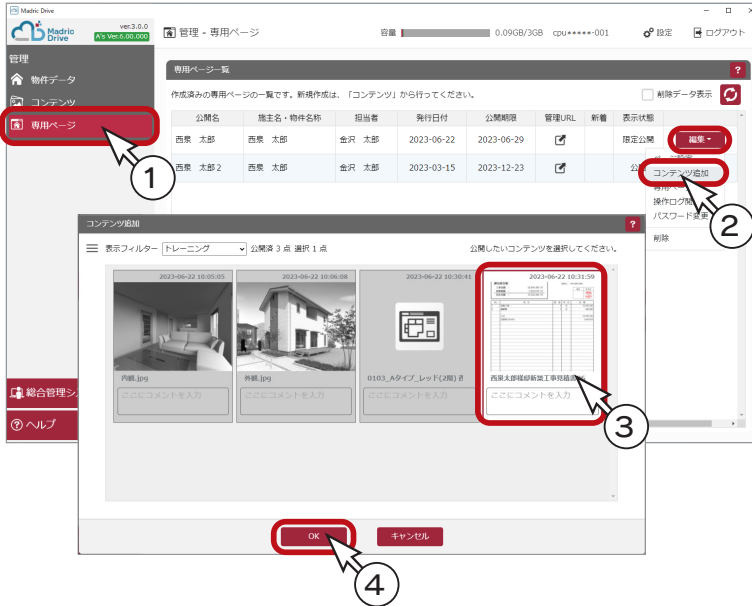 Madric Drive
Madric Drive
ver.3.0.0
A's Ver.6.00.000
管理 - 専用ページ
容量
0.09GB/3GB
cpu*****-001
設定
ログアウト
管理
物件データ
コンテンツ
専用ページ
総合管理シ
ヘルプ
専用ページ一覧
?
作成済みの専用ページの一覧です。新規作成は、「コンテンツ」から行ってください。
削除データ表示
公開名 施主名・物件名称 担当者 発行日付 公開期限 管理URL 新着 表示状態
西泉 太郎 西泉 太郎 金沢 太郎 2023-06-22 2023-06-29 限定公開 編集
西泉 太郎2 西泉 太郎 金沢 太郎 2023-03-15 2023-12-23 公開
コンテンツ追加
操作ログ閲
パスワード変更
削除
1
2
コンテンツ追加
?
表示フィルター トレーニング 公開済 3 点 選択 1 点
公開したいコンテンツを選択してください。
2023-06-22 10:05:05
2023-06-22 10:06:08
2023-06-22 10:30:41
2023-06-22 10:31:59
内観.jpg
外観.jpg
0103_Aタイプ_レッド(2階)
西泉太郎様邸新築工事見積書
ここにコメントを入力
ここにコメントを入力
ここにコメントを入力
ここにコメントを入力
3
OK
キャンセル
4